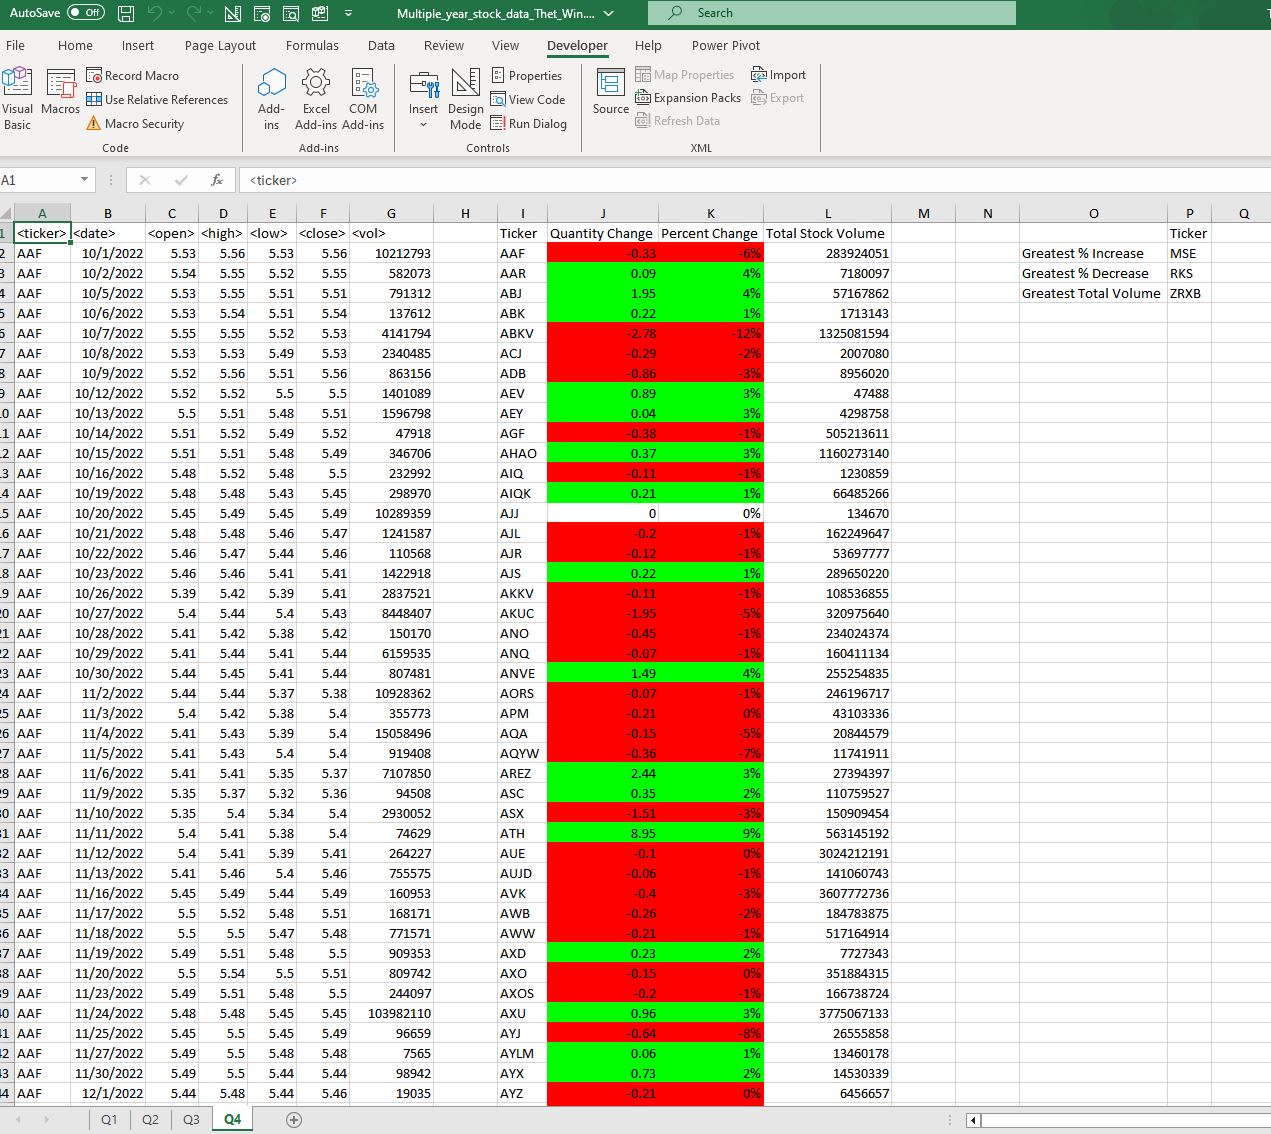 AutoSave Off Multiple_year_stock_data_Thet_Win.... Search
File Home Insert Page Layout Formulas Data Review View Developer Help Power Pivot
Visual Basic
Macros
Record Macro
Use Relative References
Macro Security
Code
Add-ins
Excel Add-ins
COM Add-ins
Add-ins
Insert
Design Mode
Properties
View Code
Run Dialog
Controls
Source
Map Properties
Expansion Packs
Refresh Data
Import
Export
XML
A1 fx <ticker>
A B C D E F G H I J K L M N O P Q
1 <ticker> <date> <open> <high> <low> <close> <vol> Ticker Quantity Change Percent Change Total Stock Volume Ticker
2 AAF 10/1/2022 5.53 5.56 5.53 5.56 10212793 AAF -0.33 -6% 283924051 Greatest % Increase MSE
3 AAF 10/2/2022 5.54 5.55 5.52 5.55 582073 AAR 0.09 4% 7180097 Greatest % Decrease RKS
4 AAF 10/5/2022 5.53 5.55 5.51 5.51 791312 ABJ 1.95 4% 57167862 Greatest Total Volume ZRXB
5 AAF 10/6/2022 5.53 5.54 5.51 5.54 137612 ABK 0.22 1% 1713143
6 AAF 10/7/2022 5.55 5.55 5.52 5.53 4141794 ABKV -2.78 -12% 1325081594
7 AAF 10/8/2022 5.53 5.53 5.49 5.53 2340485 ACJ -0.29 -2% 2007080
8 AAF 10/9/2022 5.52 5.56 5.51 5.56 863156 ADB -0.86 -3% 8956020
9 AAF 10/12/2022 5.52 5.52 5.5 5.5 1401089 AEV 0.89 3% 47488
0 AAF 10/13/2022 5.5 5.51 5.48 5.51 1596798 AEY 0.04 3% 4298758
1 AAF 10/14/2022 5.51 5.52 5.49 5.52 47918 AGF -0.38 -1% 505213611
2 AAF 10/15/2022 5.51 5.51 5.48 5.49 346706 AHAO 0.37 3% 1160273140
3 AAF 10/16/2022 5.48 5.52 5.48 5.5 232992 AIQ -0.11 -1% 1230859
4 AAF 10/19/2022 5.48 5.48 5.43 5.45 298970 AIQK 0.21 1% 66485266
5 AAF 10/20/2022 5.45 5.49 5.45 5.49 10289359 AJJ 0 0% 134670
6 AAF 10/21/2022 5.48 5.48 5.46 5.47 1241587 AJL -0.2 -1% 162249647
7 AAF 10/22/2022 5.46 5.47 5.44 5.46 110568 AJR -0.12 -1% 53697777
8 AAF 10/23/2022 5.46 5.46 5.41 5.41 1422918 AJS 0.22 1% 289650220
9 AAF 10/26/2022 5.39 5.42 5.39 5.41 2837521 AKKV -0.11 -1% 108536855
20 AAF 10/27/2022 5.4 5.44 5.4 5.43 8448407 AKUC -1.95 -5% 320975640
21 AAF 10/28/2022 5.41 5.42 5.38 5.42 150170 ANO -0.45 -1% 234024374
22 AAF 10/29/2022 5.41 5.44 5.41 5.44 6159535 ANQ -0.07 -1% 160411134
23 AAF 10/30/2022 5.44 5.45 5.41 5.44 807481 ANVE 1.49 4% 255254835
24 AAF 11/2/2022 5.44 5.44 5.37 5.38 10928362 AORS -0.07 -1% 246196717
25 AAF 11/3/2022 5.4 5.42 5.38 5.4 355773 APM -0.21 0% 43103336
26 AAF 11/4/2022 5.41 5.43 5.39 5.4 15058496 AQA -0.15 -5% 20844579
27 AAF 11/5/2022 5.41 5.43 5.4 5.4 919408 AQYW -0.36 -7% 11741911
28 AAF 11/6/2022 5.41 5.41 5.35 5.37 7107850 AREZ 2.44 3% 27394397
29 AAF 11/9/2022 5.35 5.37 5.32 5.36 94508 ASC 0.35 2% 110759527
30 AAF 11/10/2022 5.35 5.4 5.34 5.4 2930052 ASX -1.51 -3% 150909454
31 AAF 11/11/2022 5.4 5.41 5.38 5.4 74629 ATH 8.95 9% 563145192
32 AAF 11/12/2022 5.4 5.41 5.39 5.41 264227 AUE -0.1 0% 3024212191
33 AAF 11/13/2022 5.41 5.46 5.4 5.46 755575 AUJD -0.06 -1% 141060743
34 AAF 11/16/2022 5.45 5.49 5.44 5.49 160953 AVK -0.4 -3% 3607772736
35 AAF 11/17/2022 5.5 5.52 5.48 5.51 168171 AWB -0.26 -2% 184783875
36 AAF 11/18/2022 5.5 5.5 5.47 5.48 771571 AWW -0.21 -1% 517164914
37 AAF 11/19/2022 5.49 5.51 5.48 5.5 909353 AXD 0.23 2% 7727343
38 AAF 11/20/2022 5.5 5.54 5.5 5.51 809742 AXO -0.15 0% 351884315
39 AAF 11/23/2022 5.49 5.51 5.48 5.5 244097 AXOS -0.2 -1% 166738724
40 AAF 11/24/2022 5.48 5.48 5.45 5.45 103982110 AXU 0.96 3% 3775067133
41 AAF 11/25/2022 5.45 5.5 5.45 5.49 96659 AYJ -0.64 -8% 26555858
42 AAF 11/27/2022 5.49 5.5 5.48 5.48 7565 AYLM 0.06 1% 13460178
43 AAF 11/30/2022 5.49 5.5 5.44 5.44 98942 AYX 0.73 2% 14530339
44 AAF 12/1/2022 5.44 5.48 5.44 5.46 19035 AYZ -0.21 0% 6456657
Q1 Q2 Q3 Q4